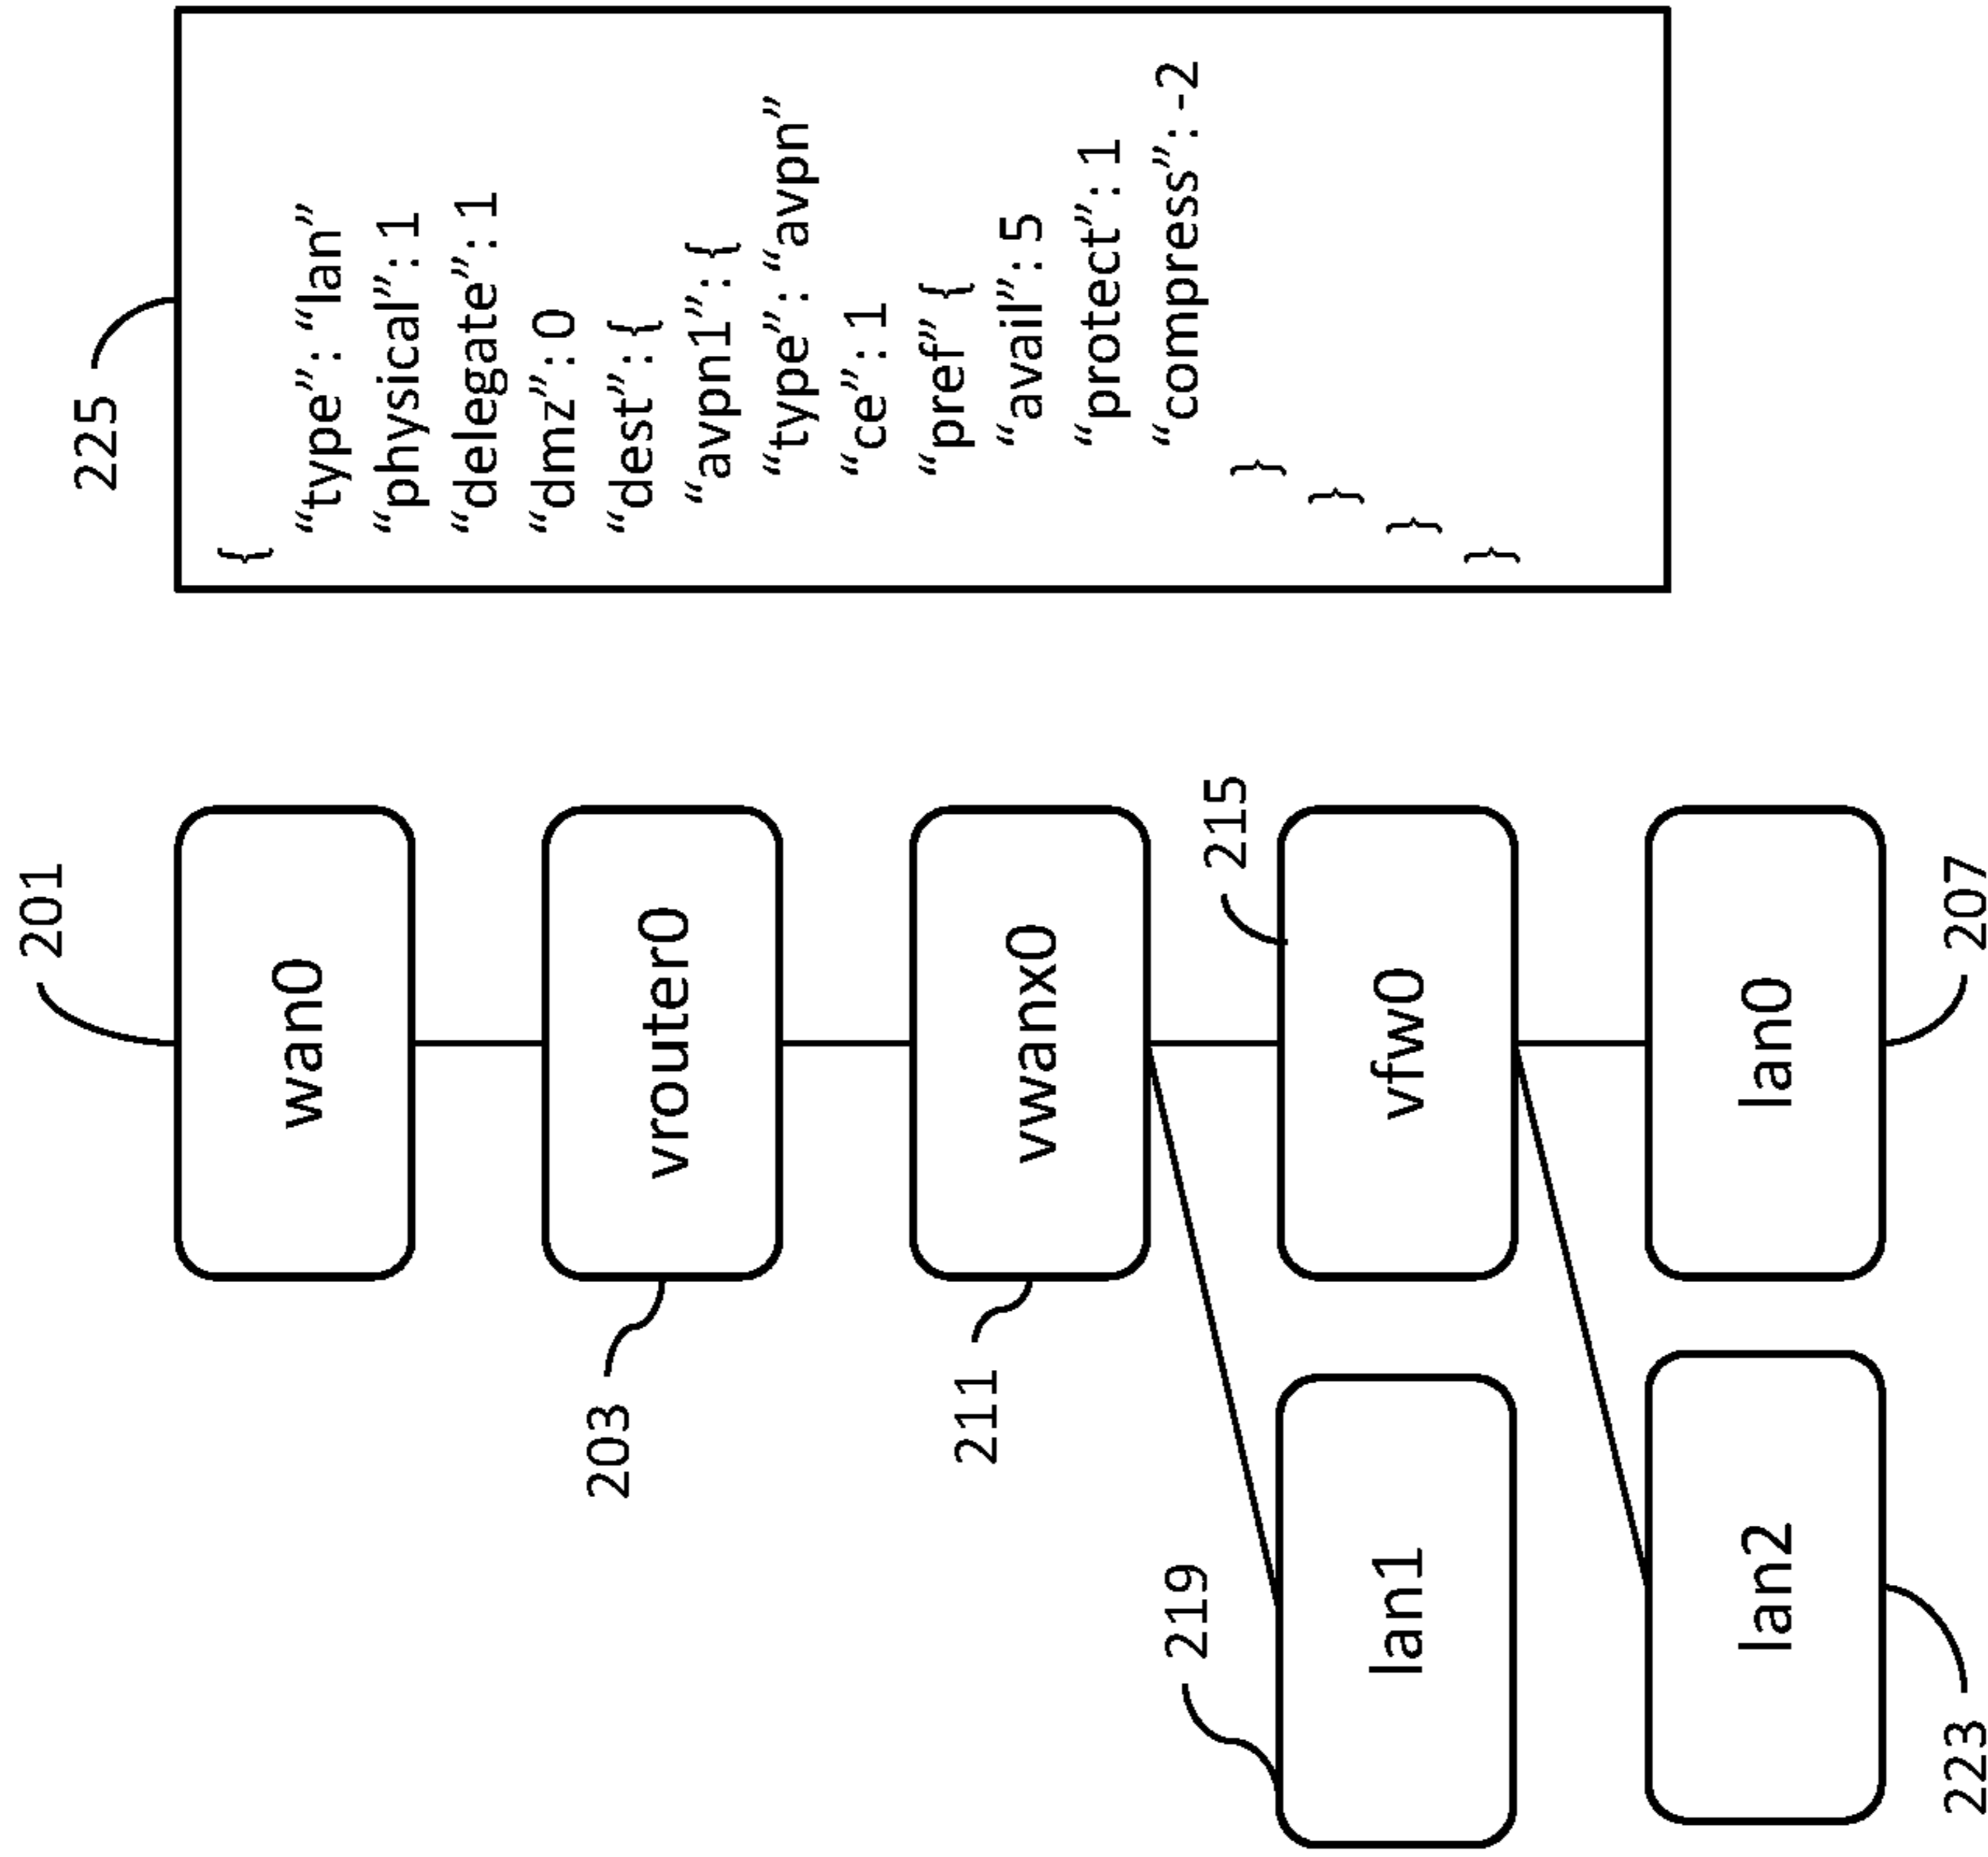 201
wan0
203
vrouter0
211
vwanx0
219
215
lan1
vfw0
lan2
lan0
223
207
225
{
“type”: “lan”
“physical”: 1
“delegate”: 1
“dmz”: 0
“dest”: {
“avpn1”: {
“type”: “avpn”
“ce”: 1
“pref” {
“avail”: 5
“protect”: 1
“compress”: -2
}
}
}
}